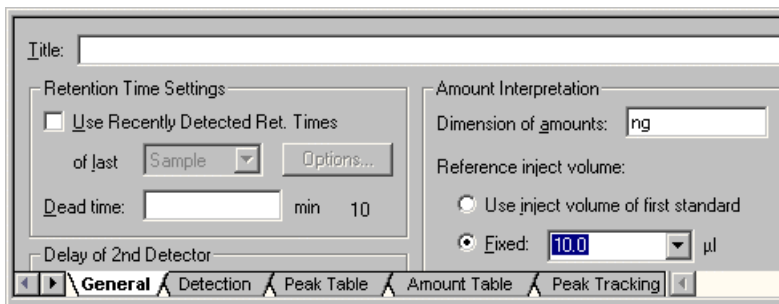 Title:
Retention Time Settings
Use Recently Detected Ret. Times
of last Sample Options...
Dead time: min 10
Delay of 2nd Detector
Amount Interpretation
Dimension of amounts: ng
Reference inject volume:
Use inject volume of first standard
Fixed: 10.0 µl
General Detection Peak Table Amount Table Peak Tracking